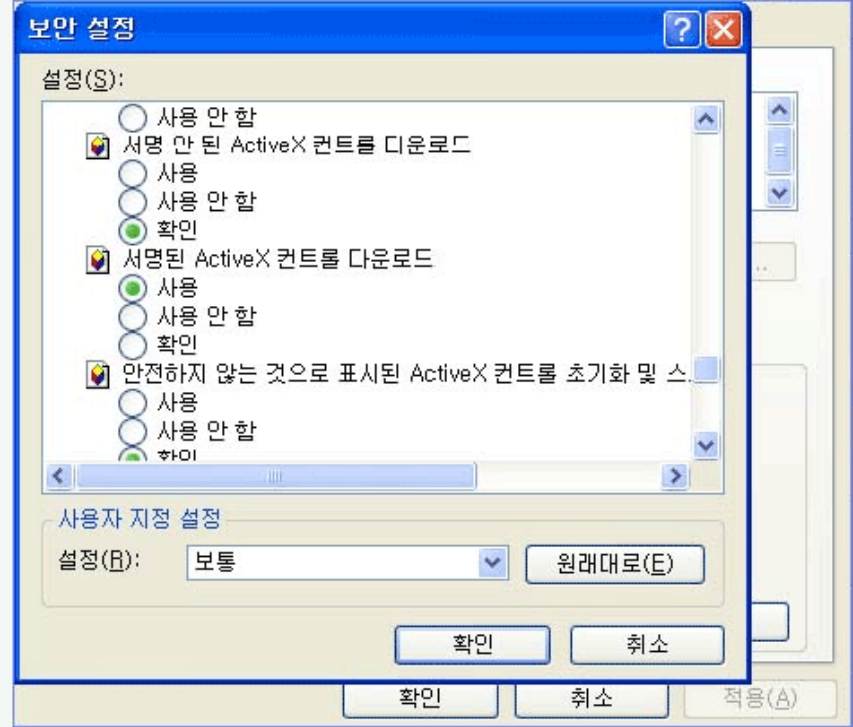 보안 설정
설정(S):
사용 안 함
서명 안 된 ActiveX 컨트롤 다운로드
사용
사용 안 함
확인
서명된 ActiveX 컨트롤 다운로드
사용
사용 안 함
확인
안전하지 않는 것으로 표시된 ActiveX 컨트롤 초기화 및 스
사용
사용 안 함
확인
사용자 지정 설정
설정(R): 보통 원래대로(E)
확인 취소
확인 취소 적용(A)